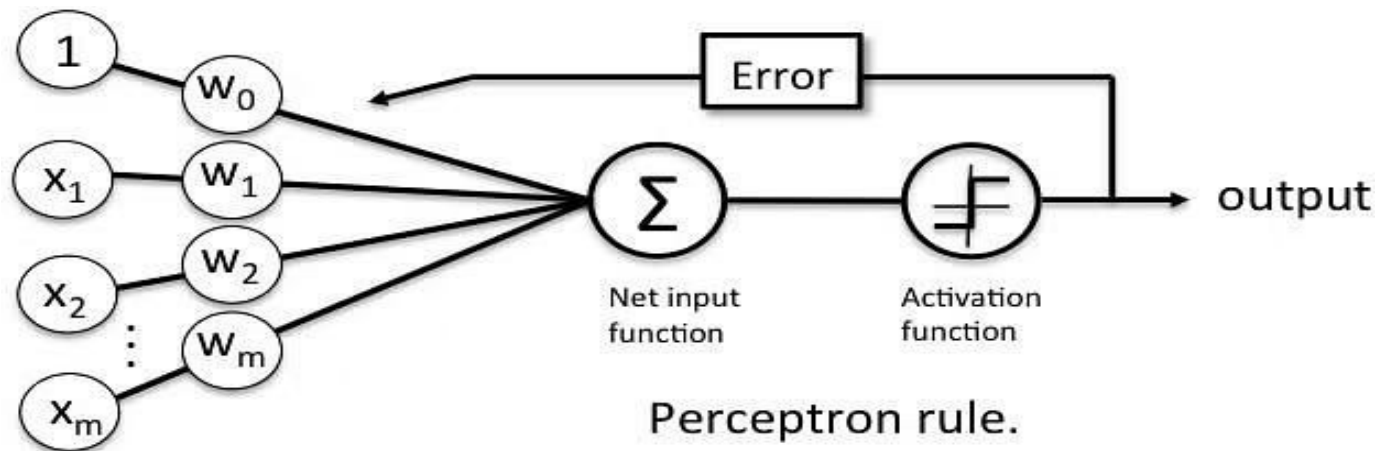 1
w₀
Error
x₁
w₁
Σ
output
x₂
w₂
Net input
function
Activation
function
⋮
wₘ
xₘ
Perceptron rule.